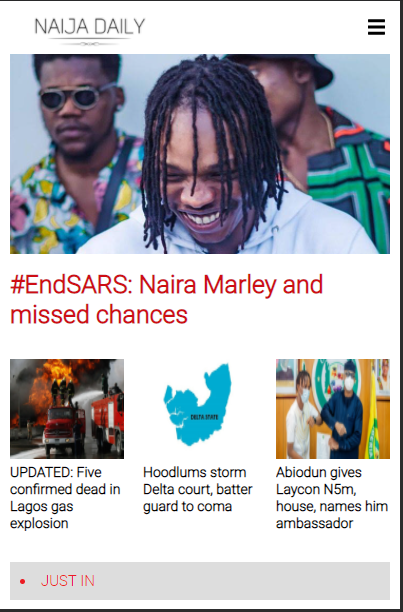 NAIJA DAILY
#EndSARS: Naira Marley and
missed chances
DELTA STATE
UPDATED: Five
confirmed dead in
Lagos gas
explosion
Hoodlums storm
Delta court, batter
guard to coma
Abiodun gives
Laycon N5m,
house, names him
ambassador
JUST IN